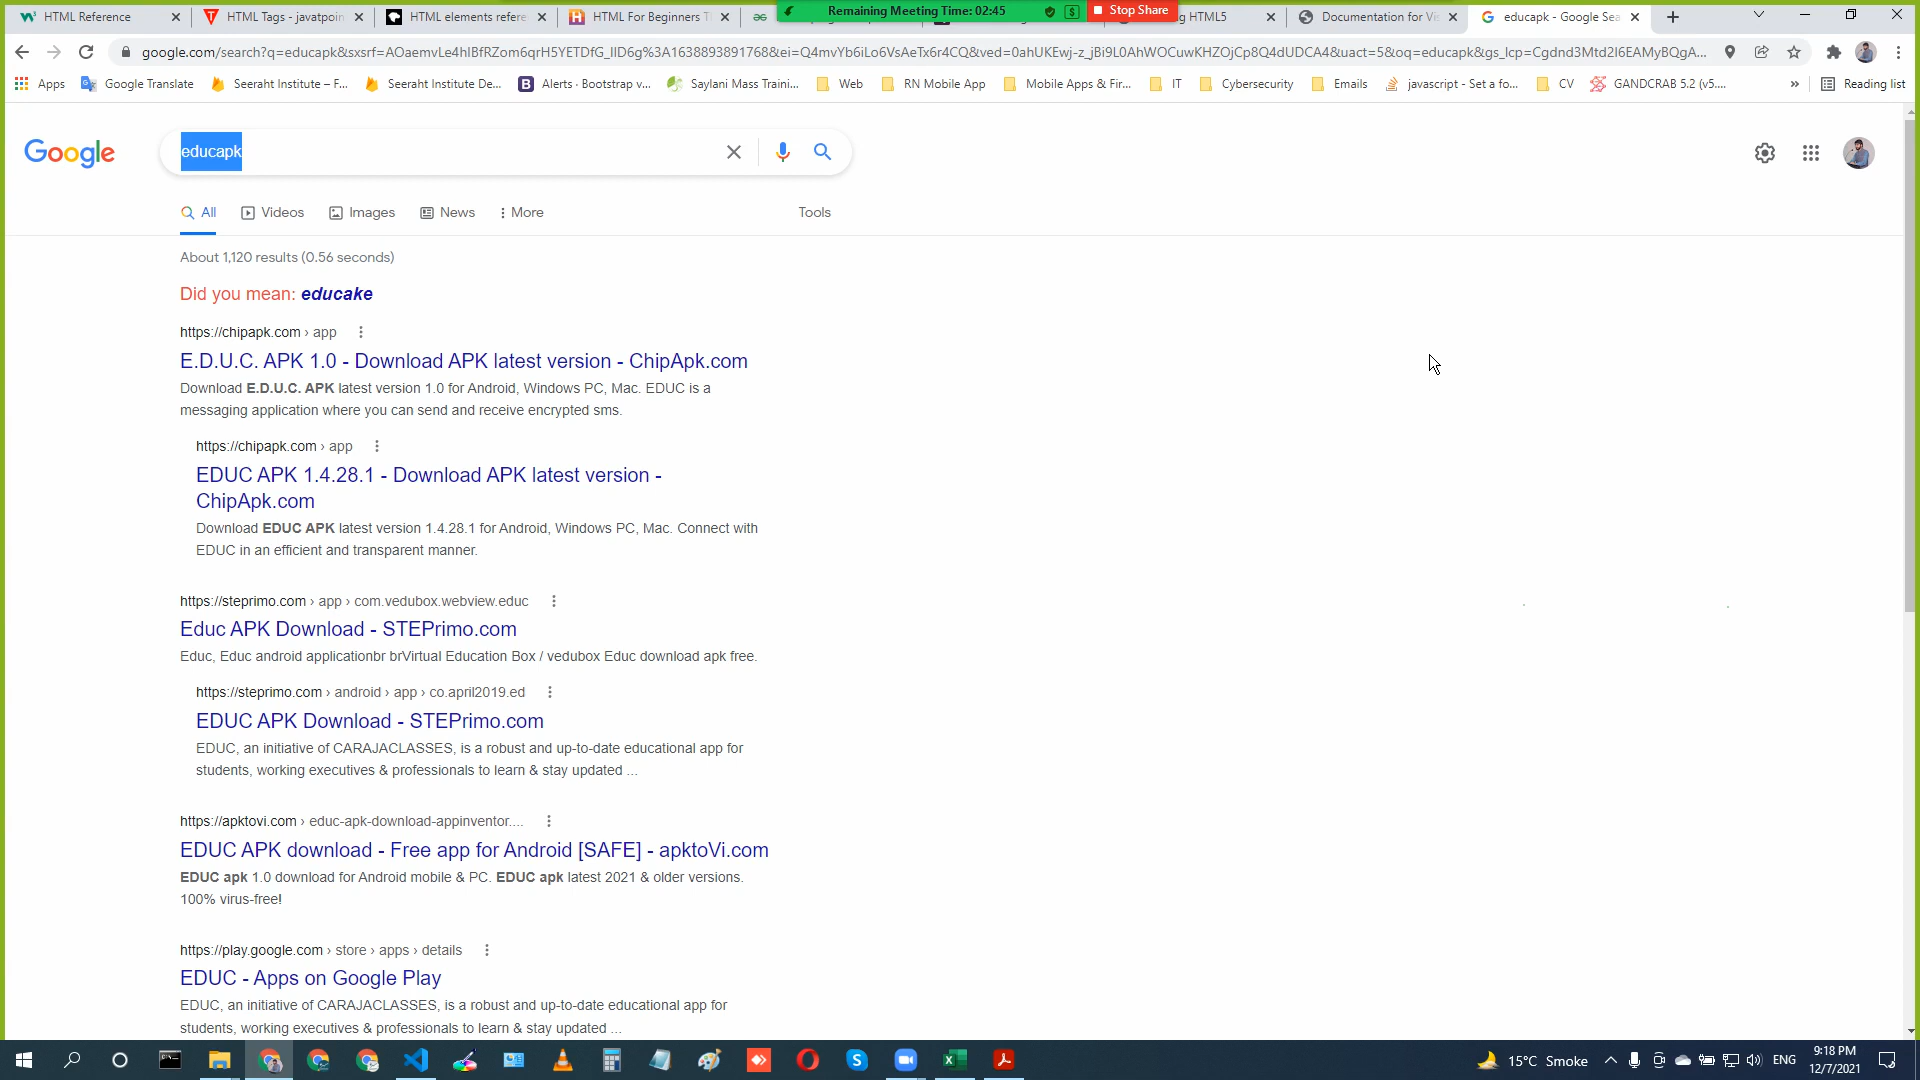 HTML Reference
HTML Tags - javatpoin
HTML elements refere
HTML For Beginners T
Remaining Meeting Time: 02:45
Stop Share
g HTML5
Documentation for Vis
educapk - Google Sea
google.com/search?q=educapk&sxsrf=AOaemvLe4hIBfRZom6qrH5YETDfG_lID6g%3A1638893891768&ei=Q4mvYb6iLo6VsAeTx6r4CQ&ved=0ahUKEwj-z_jBi9L0AhWOCuwKHZOjCp8Q4dUDCA4&uact=5&oq=educapk&gs_lcp=Cgdnd3Mtd2l6EAMyBQgA...
Apps
Google Translate
Seeraht Institute – F...
Seeraht Institute De...
Alerts · Bootstrap v...
Saylani Mass Traini...
Web
RN Mobile App
Mobile Apps & Fir...
IT
Cybersecurity
Emails
javascript - Set a fo...
CV
GANDCRAB 5.2 (v5....
»
Reading list
Google
educapk
All
Videos
Images
News
More
Tools
About 1,120 results (0.56 seconds)
Did you mean: educake
https://chipapk.com › app
E.D.U.C. APK 1.0 - Download APK latest version - ChipApk.com
Download E.D.U.C. APK latest version 1.0 for Android, Windows PC, Mac. EDUC is a
messaging application where you can send and receive encrypted sms.
https://chipapk.com › app
EDUC APK 1.4.28.1 - Download APK latest version -
ChipApk.com
Download EDUC APK latest version 1.4.28.1 for Android, Windows PC, Mac. Connect with
EDUC in an efficient and transparent manner.
https://steprimo.com › app › com.vedubox.webview.educ
Educ APK Download - STEPrimo.com
Educ, Educ android applicationbr brVirtual Education Box / vedubox Educ download apk free.
https://steprimo.com › android › app › co.april2019.ed
EDUC APK Download - STEPrimo.com
EDUC, an initiative of CARAJACLASSES, is a robust and up-to-date educational app for
students, working executives & professionals to learn & stay updated ...
https://apktovi.com › educ-apk-download-appinventor....
EDUC APK download - Free app for Android [SAFE] - apktoVi.com
EDUC apk 1.0 download for Android mobile & PC. EDUC apk latest 2021 & older versions.
100% virus-free!
https://play.google.com › store › apps › details
EDUC - Apps on Google Play
EDUC, an initiative of CARAJACLASSES, is a robust and up-to-date educational app for
students, working executives & professionals to learn & stay updated ...
15°C Smoke
ENG
9:18 PM
12/7/2021